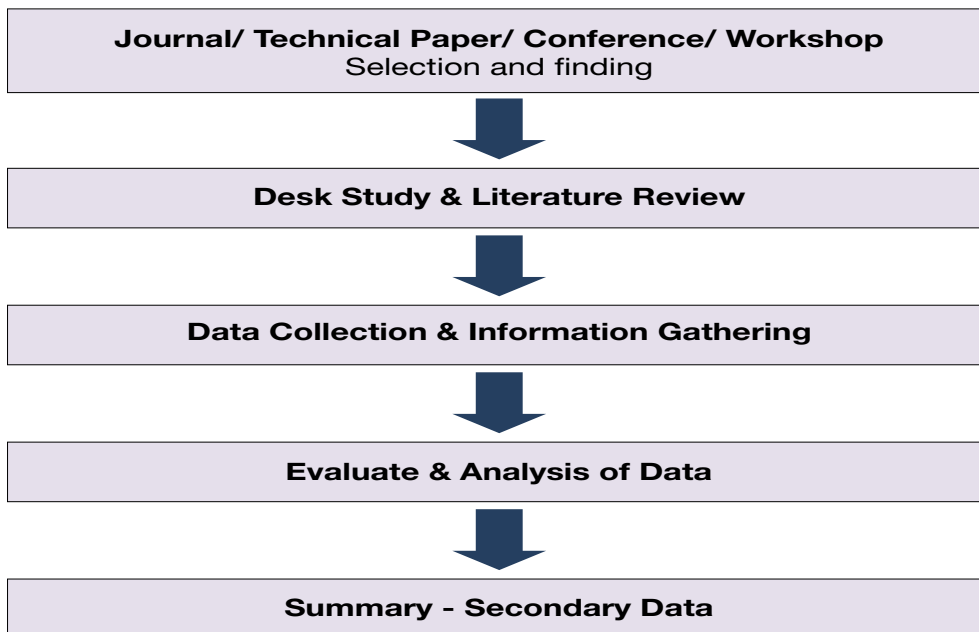 Journal/ Technical Paper/ Conference/ Workshop
Selection and finding
Desk Study & Literature Review
Data Collection & Information Gathering
Evaluate & Analysis of Data
Summary - Secondary Data